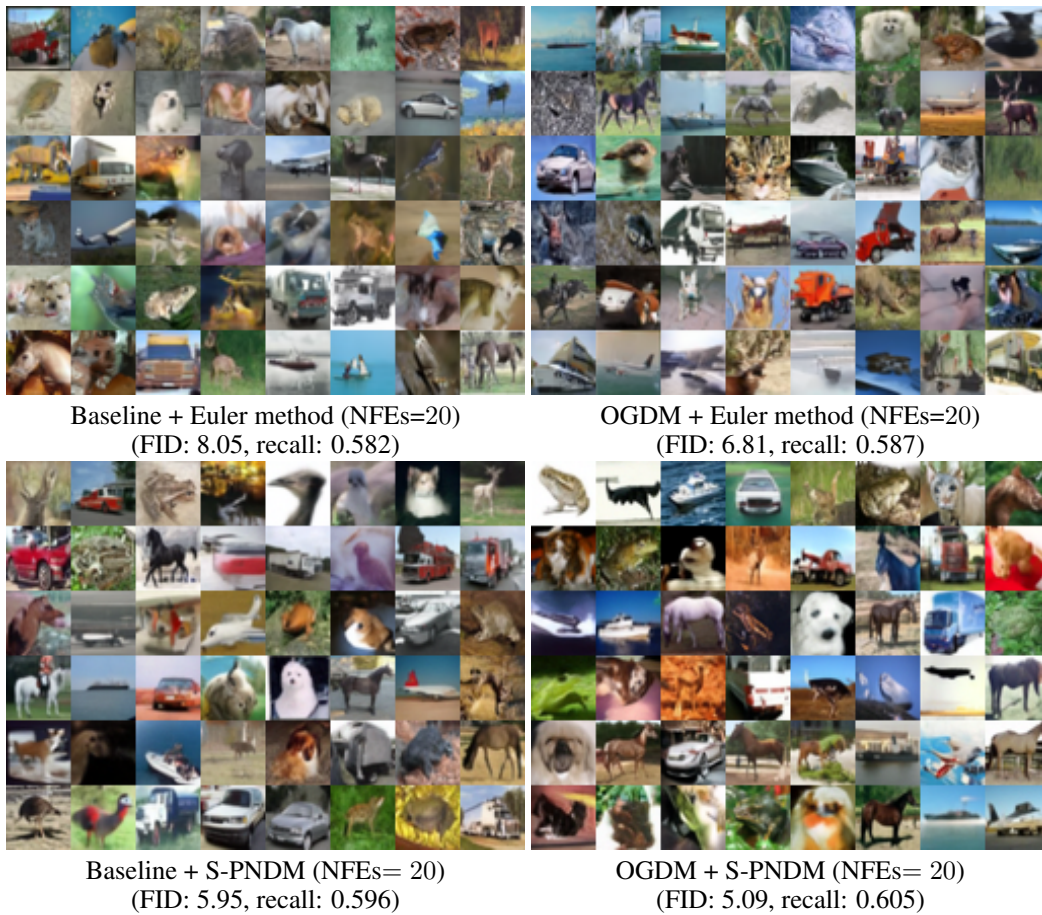 Baseline + Euler method (NFEs=20)
(FID: 8.05, recall: 0.582)
OGDM + Euler method (NFEs=20)
(FID: 6.81, recall: 0.587)
Baseline + S-PNDM (NFEs= 20)
(FID: 5.95, recall: 0.596)
OGDM + S-PNDM (NFEs= 20)
(FID: 5.09, recall: 0.605)